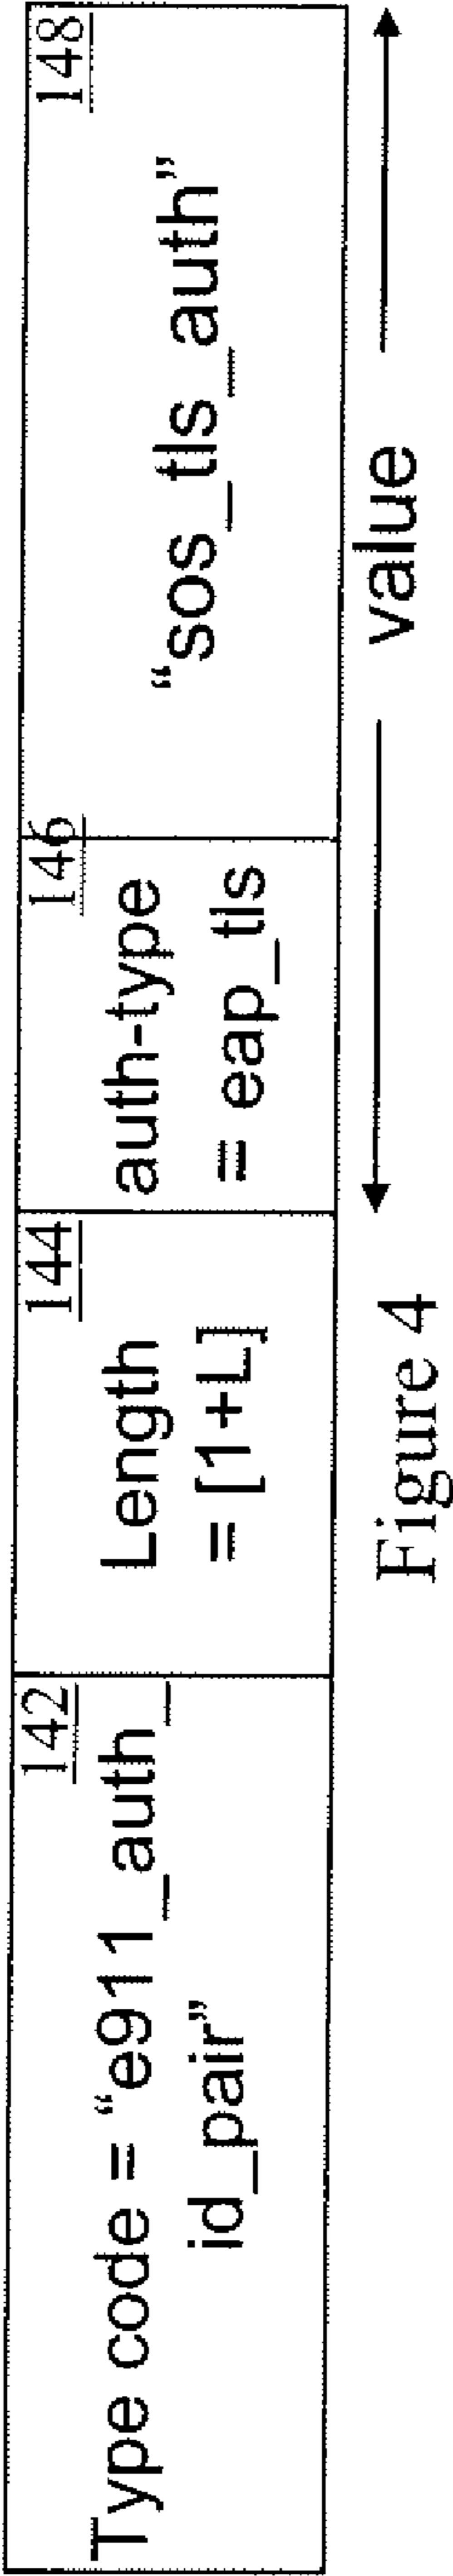 142
Type code = “e911_auth_
id_pair”
144
Length
= [1+L]
146
auth-type
= eap_tls
148
“sos_tls_auth”
value
Figure 4